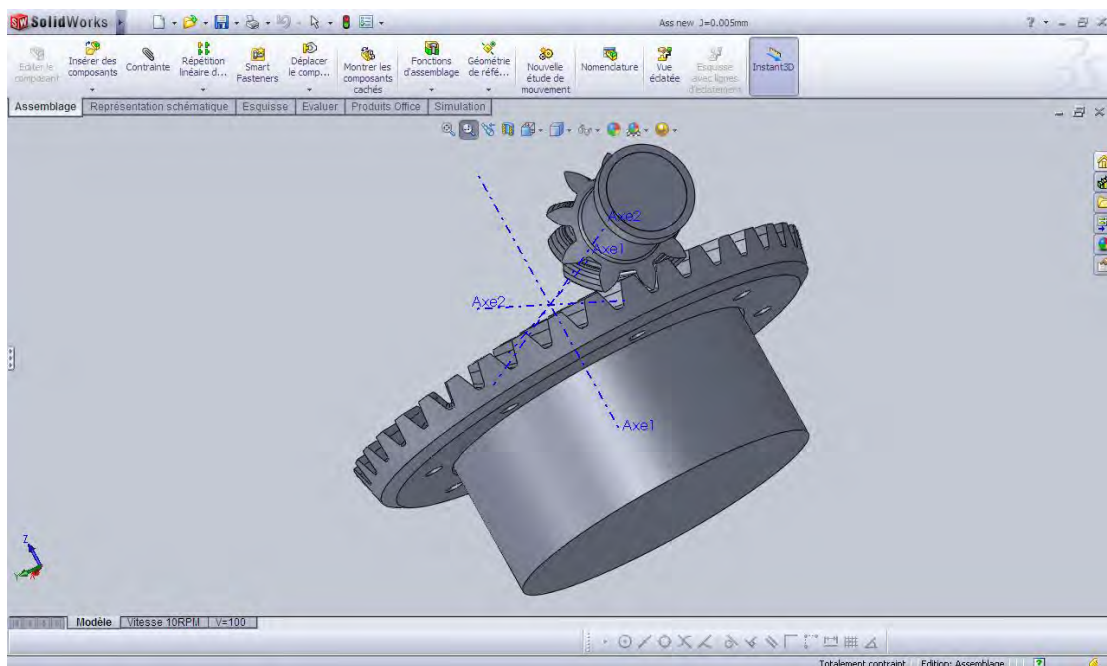 SolidWorks
Ass new J=0.005mm
Editer le composant
Insérer des composants
Contrainte
Répétition linéaire d...
Smart Fasteners
Déplacer le comp...
Montrer les composants cachés
Fonctions d'assemblage
Géométrie de réfé...
Nouvelle étude de mouvement
Nomenclature
Vue éclatée
Esquisse avec lignes d'éclatement
Instant3D
Assemblage Représentation schématique Esquisse Evaluer Produits Office Simulation
Axe2
Axe1
Axe2
Axe1
Z
Y
Modèle Vitesse 10RPM V=100
Totalement contraint Edition: Assemblage